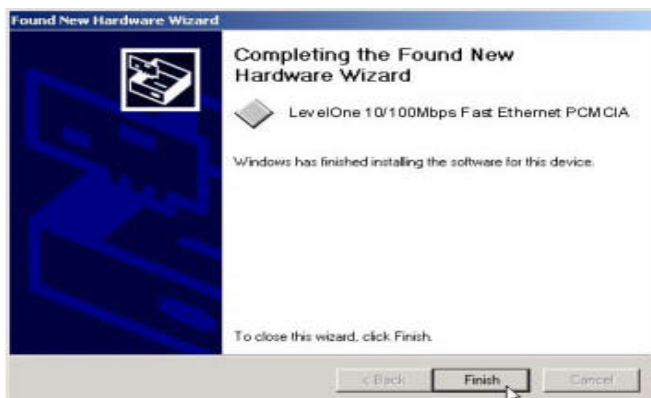 Found New Hardware Wizard
Completing the Found New
Hardware Wizard
LevelOne 10/100Mbps Fast Ethernet PCMCIA
Windows has finished installing the software for this device.
To close this wizard, click Finish.
< Back Finish Cancel